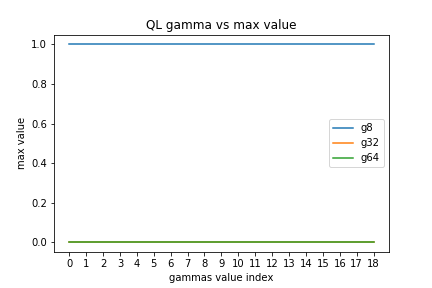 QL gamma vs max value
1.0
0.8
0.6
0.4
0.2
0.0
max value
g8
g32
g64
0 1 2 3 4 5 6 7 8 9 10 11 12 13 14 15 16 17 18
gammas value index